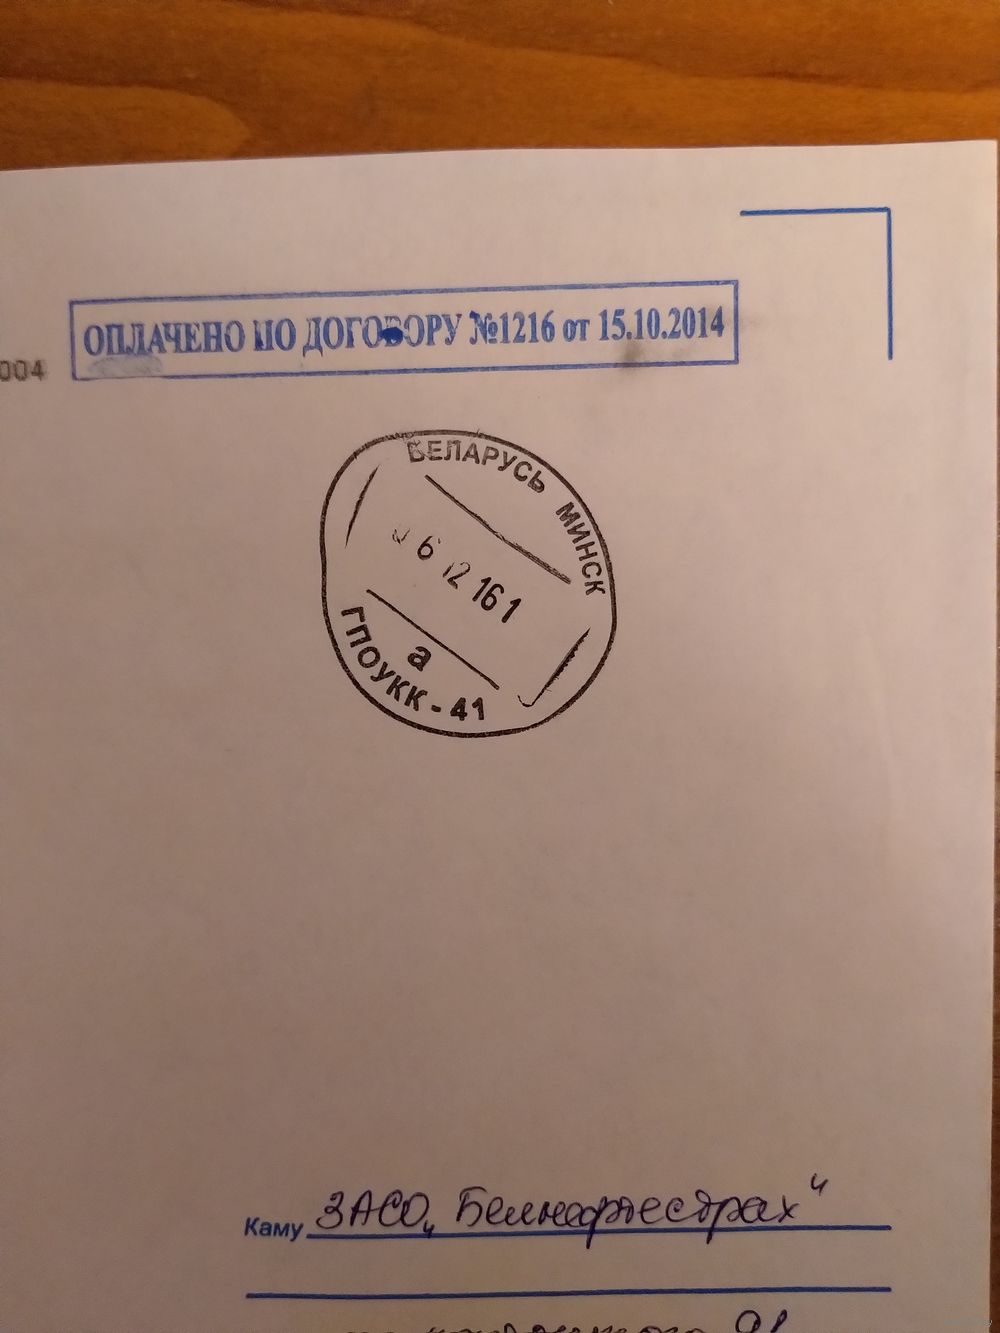 ОПЛАЧЕНО ПО ДОГОВОРУ №1216 от 15.10.2014
004
БЕЛАРУСЬ МИНСК
6 12 16 1
а
ГПОУКК - 41
Каму ЗАСО „Белнефтестрах"